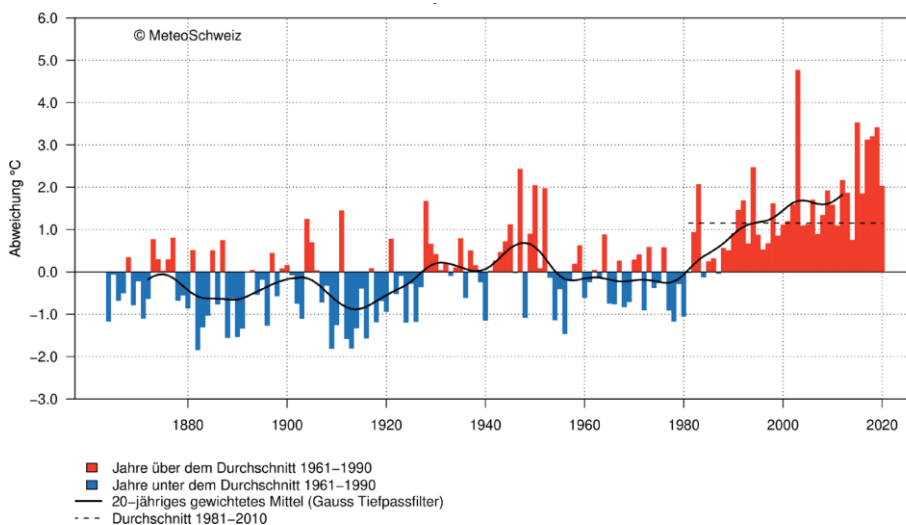 © MeteoSchweiz
6.0
5.0
4.0
3.0
2.0
1.0
0.0
−1.0
−2.0
−3.0
Abweichung °C
1880 1900 1920 1940 1960 1980 2000 2020
Jahre über dem Durchschnitt 1961−1990
Jahre unter dem Durchschnitt 1961−1990
20−jähriges gewichtetes Mittel (Gauss Tiefpassfilter)
Durchschnitt 1981−2010